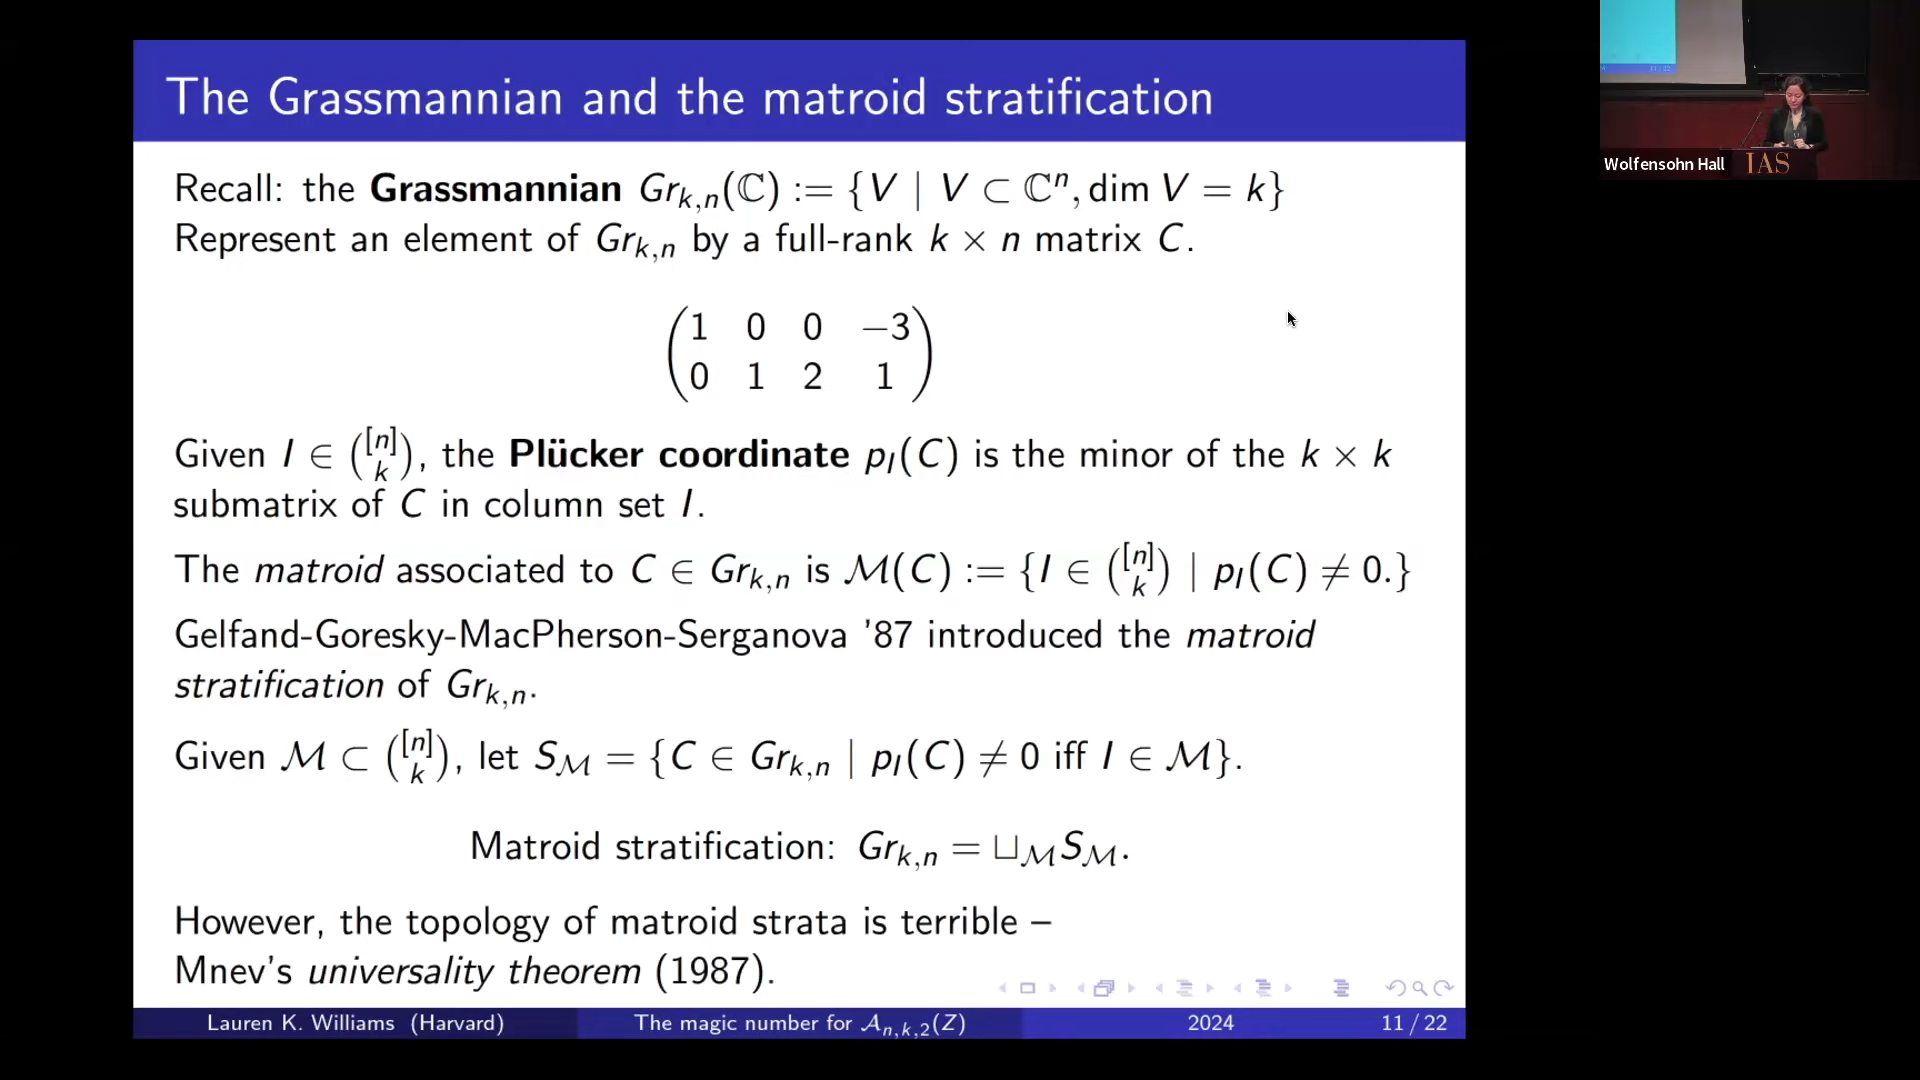 The Grassmannian and the matroid stratification
Recall: the Grassmannian Gr_{k,n}(ℂ) := {V | V ⊂ ℂ^n, dim V = k}
Represent an element of Gr_{k,n} by a full-rank k × n matrix C.
1 0 0 −3
0 1 2 1
Given I ∈ \binom{[n]}{k}, the Plücker coordinate p_I(C) is the minor of the k × k
submatrix of C in column set I.
The matroid associated to C ∈ Gr_{k,n} is ℳ(C) := {I ∈ \binom{[n]}{k} | p_I(C) ≠ 0.}
Gelfand-Goresky-MacPherson-Serganova '87 introduced the matroid
stratification of Gr_{k,n}.
Given ℳ ⊂ \binom{[n]}{k}, let S_ℳ = {C ∈ Gr_{k,n} | p_I(C) ≠ 0 iff I ∈ ℳ}.
Matroid stratification: Gr_{k,n} = ⊔_ℳ S_ℳ.
However, the topology of matroid strata is terrible –
Mnev's universality theorem (1987).
Lauren K. Williams (Harvard) The magic number for 𝒜_{n,k,2}(Z) 2024 11 / 22
Wolfensohn Hall
IAS